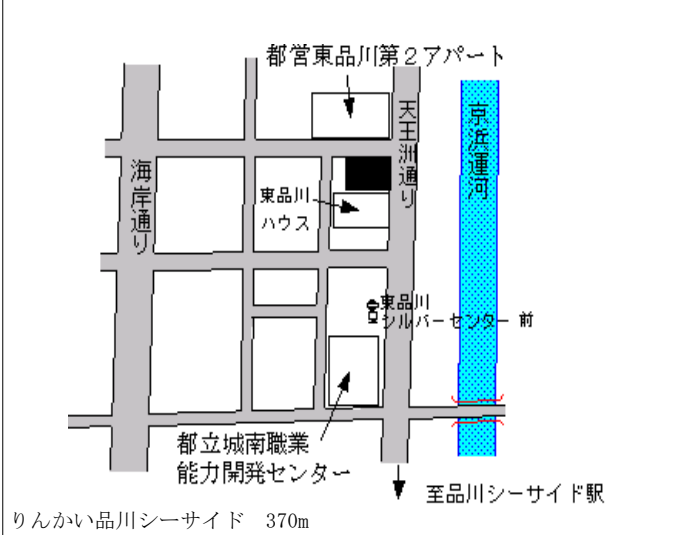 都営東品川第２アパート
天王洲通り
京浜運河
海岸通り
東品川
ハウス
東品川
シルバーセンター前
都立城南職業
能力開発センター
至品川シーサイド駅
りんかい品川シーサイド　370m